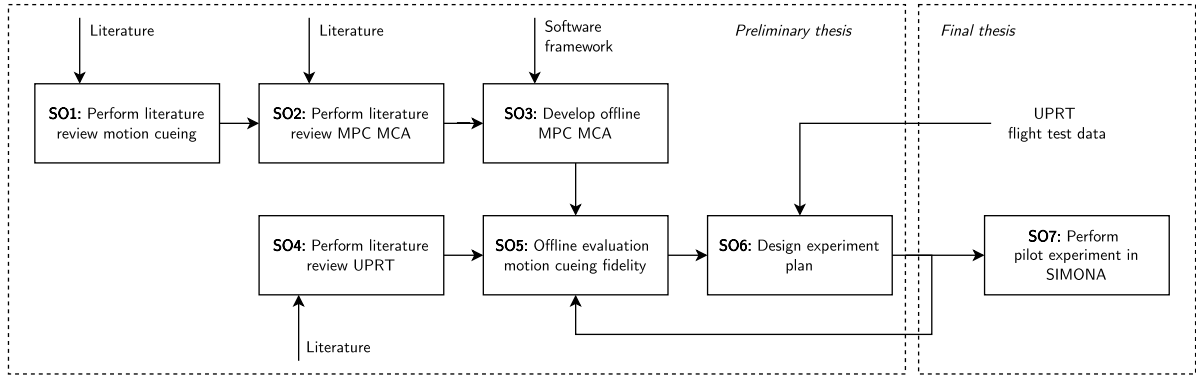 Literature
Literature
Software
framework
Preliminary thesis
Final thesis
SO1: Perform literature
review motion cueing
SO2: Perform literature
review MPC MCA
SO3: Develop offline
MPC MCA
UPRT
flight test data
SO4: Perform literature
review UPRT
SO5: Offline evaluation
motion cueing fidelity
SO6: Design experiment
plan
SO7: Perform
pilot experiment in
SIMONA
Literature